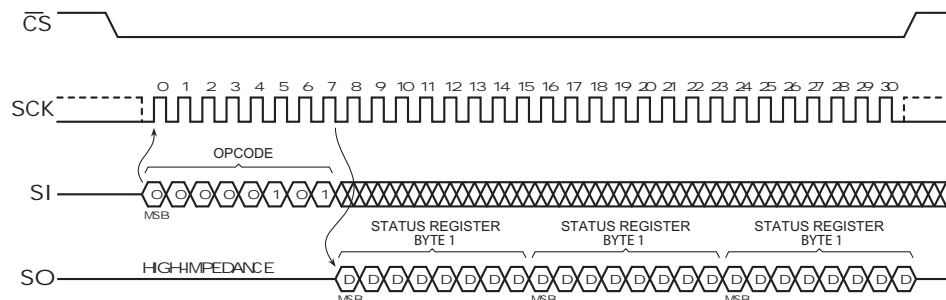 CS
0 1 2 3 4 5 6 7 8 9 10 11 12 13 14 15 16 17 18 19 20 21 22 23 24 25 26 27 28 29 30
SCK
OPCODE
SI 0 0 0 0 0 1 0 1
MSB
STATUS REGISTER BYTE 1
STATUS REGISTER BYTE 1
STATUS REGISTER BYTE 1
HIGH-IMPEDANCE
SO D D D D D D D D D D D D D D D D D D D D D D D D
MSB MSB MSB